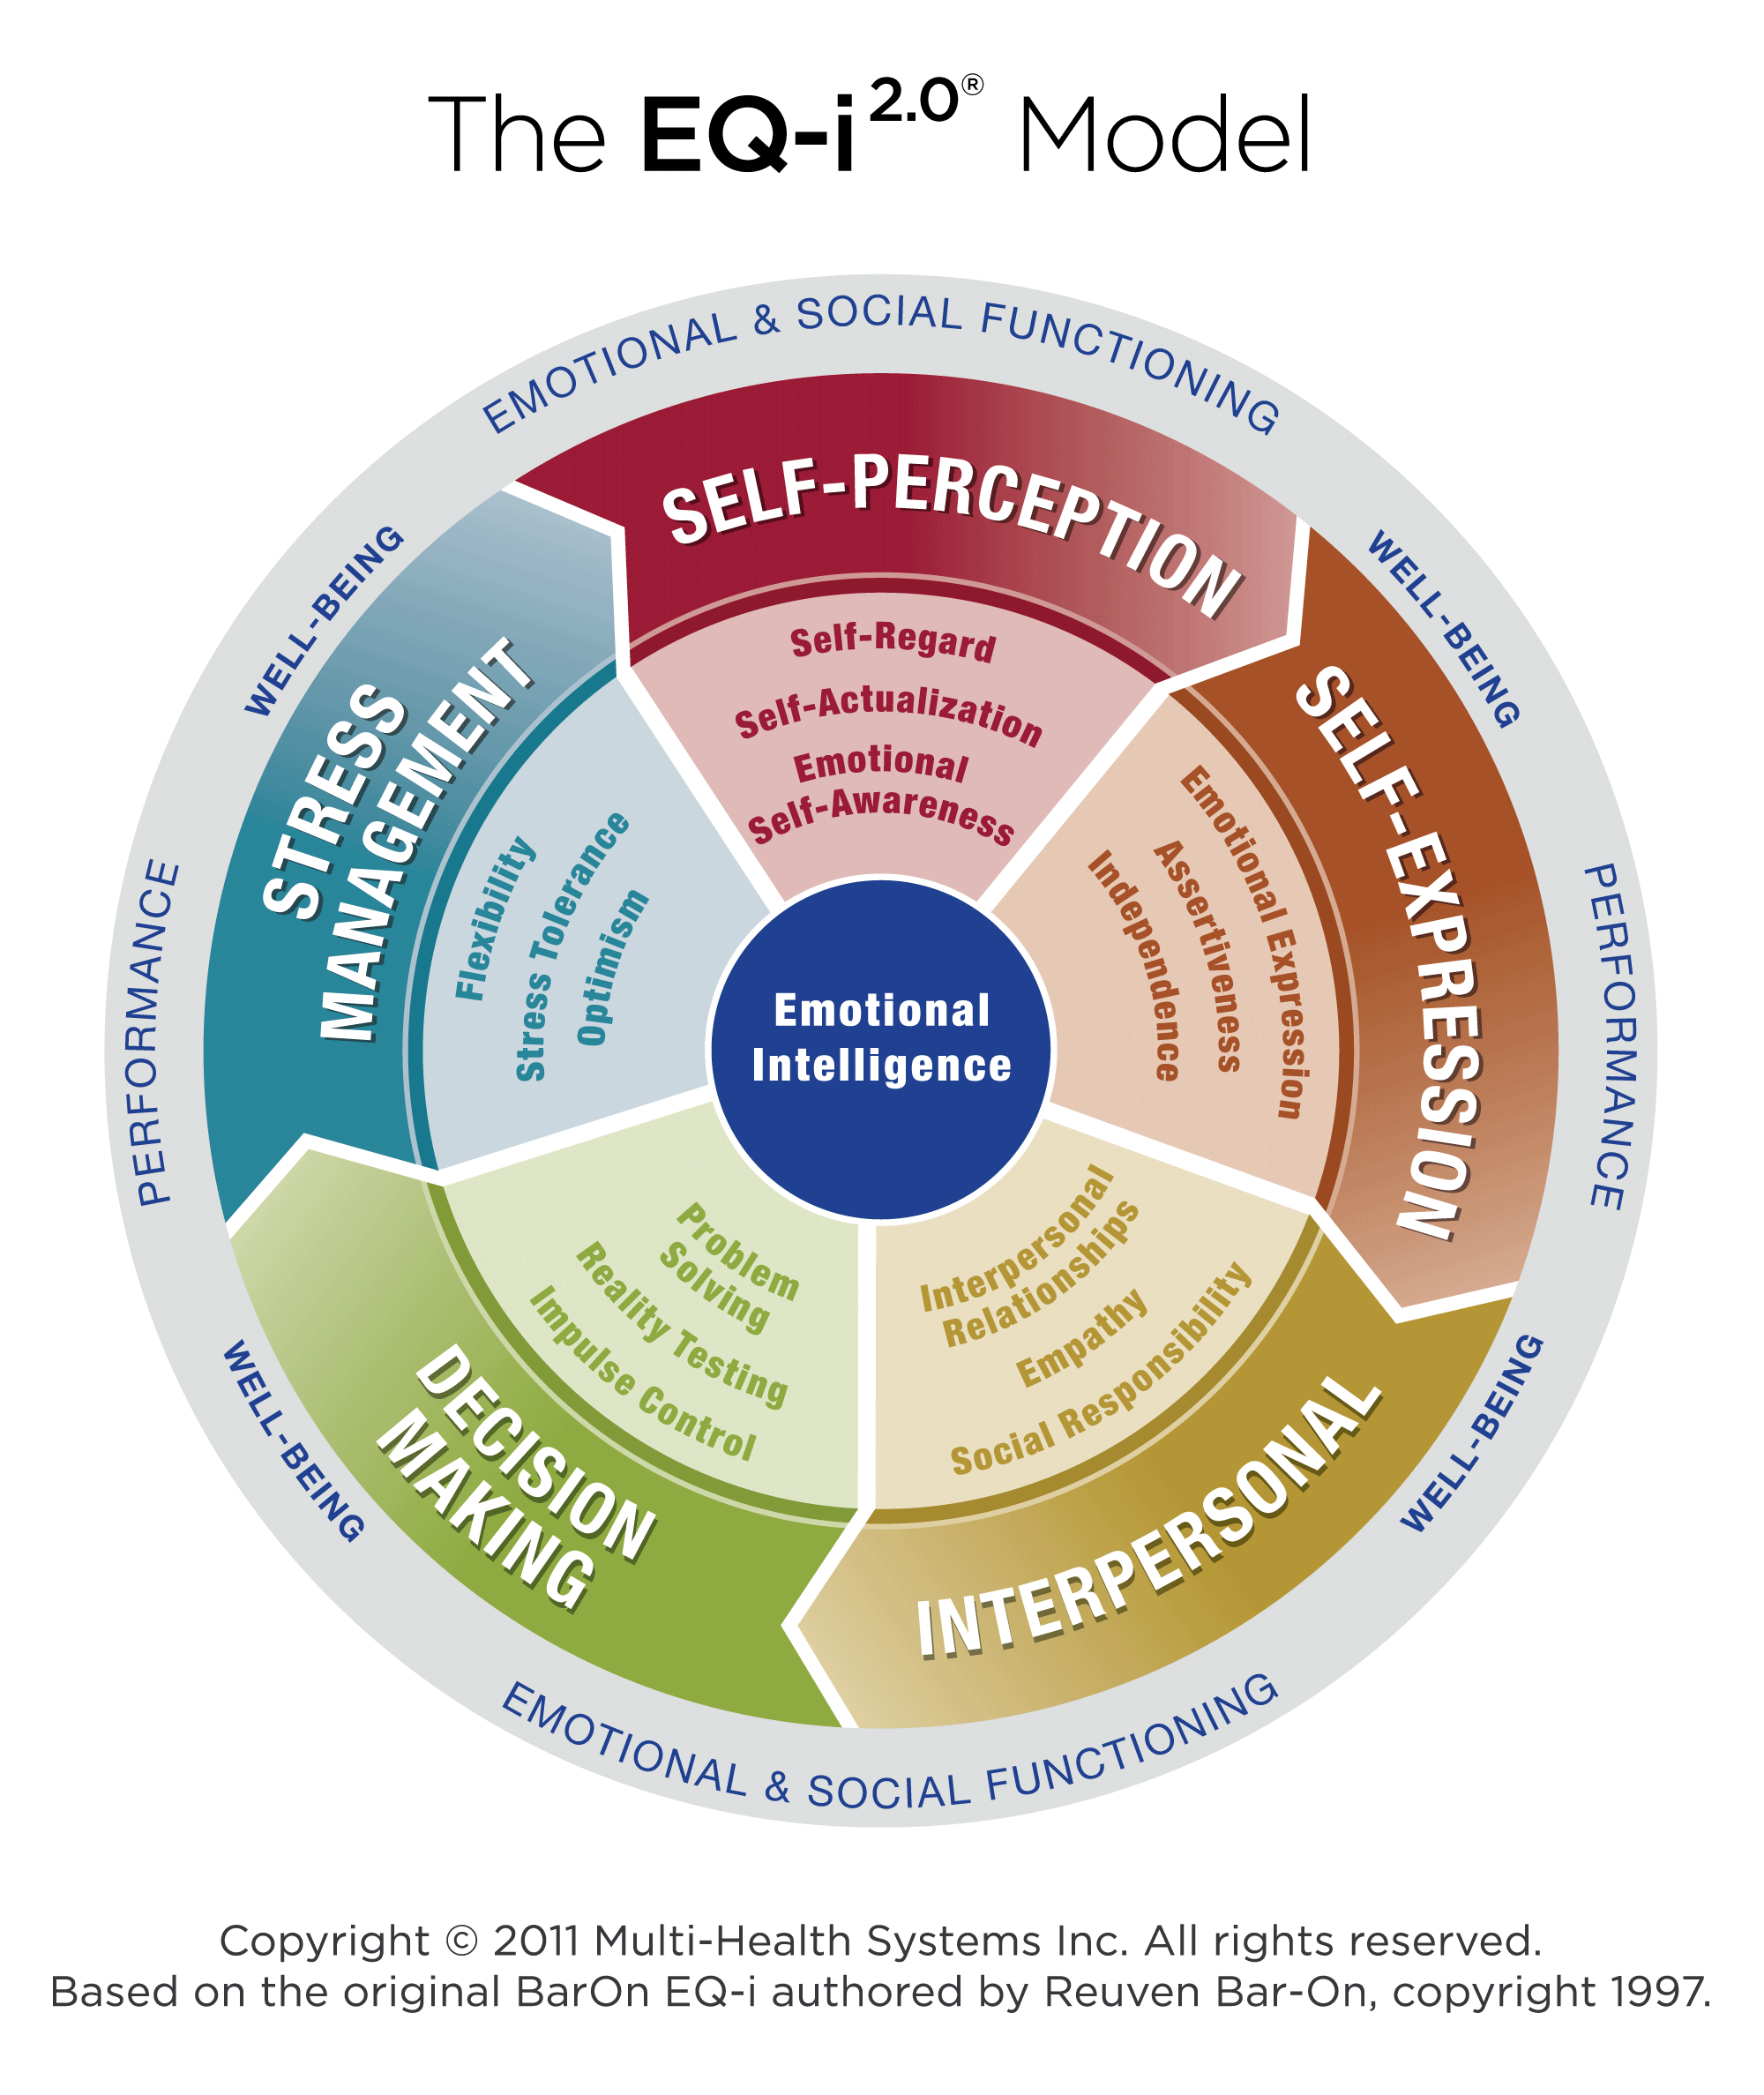 The EQ-i 2.0® Model
EMOTIONAL & SOCIAL FUNCTIONING
WELL-BEING
WELL-BEING
PERFORMANCE
PERFORMANCE
WELL-BEING
WELL-BEING
EMOTIONAL & SOCIAL FUNCTIONING
SELF-PERCEPTION
Self-Regard
Self-Actualization
Emotional
Self-Awareness
SELF-EXPRESSION
Emotional Expression
Assertiveness
Independence
INTERPERSONAL
Interpersonal
Relationships
Empathy
Social Responsibility
DECISION
MAKING
Problem
Solving
Reality Testing
Impulse Control
STRESS
MANAGEMENT
Flexibility
Stress Tolerance
Optimism
Emotional
Intelligence
Copyright © 2011 Multi-Health Systems Inc. All rights reserved.
Based on the original BarOn EQ-i authored by Reuven Bar-On, copyright 1997.